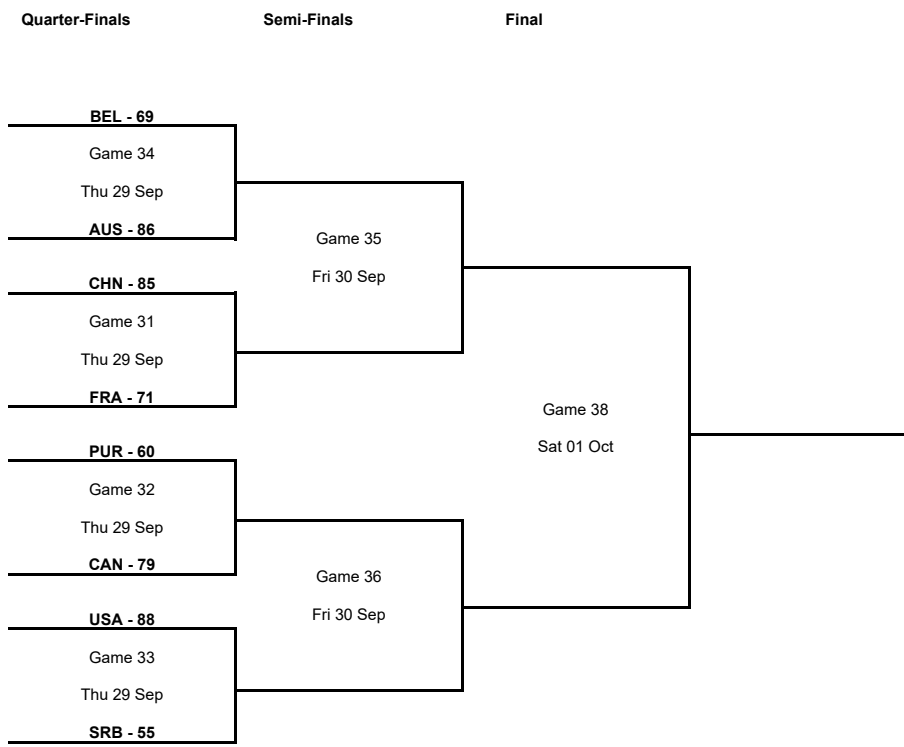 Quarter-Finals Semi-Finals Final
BEL - 69
Game 34
Thu 29 Sep
AUS - 86
Game 35
Fri 30 Sep
CHN - 85
Game 31
Thu 29 Sep
FRA - 71
Game 38
Sat 01 Oct
PUR - 60
Game 32
Thu 29 Sep
CAN - 79
Game 36
Fri 30 Sep
USA - 88
Game 33
Thu 29 Sep
SRB - 55